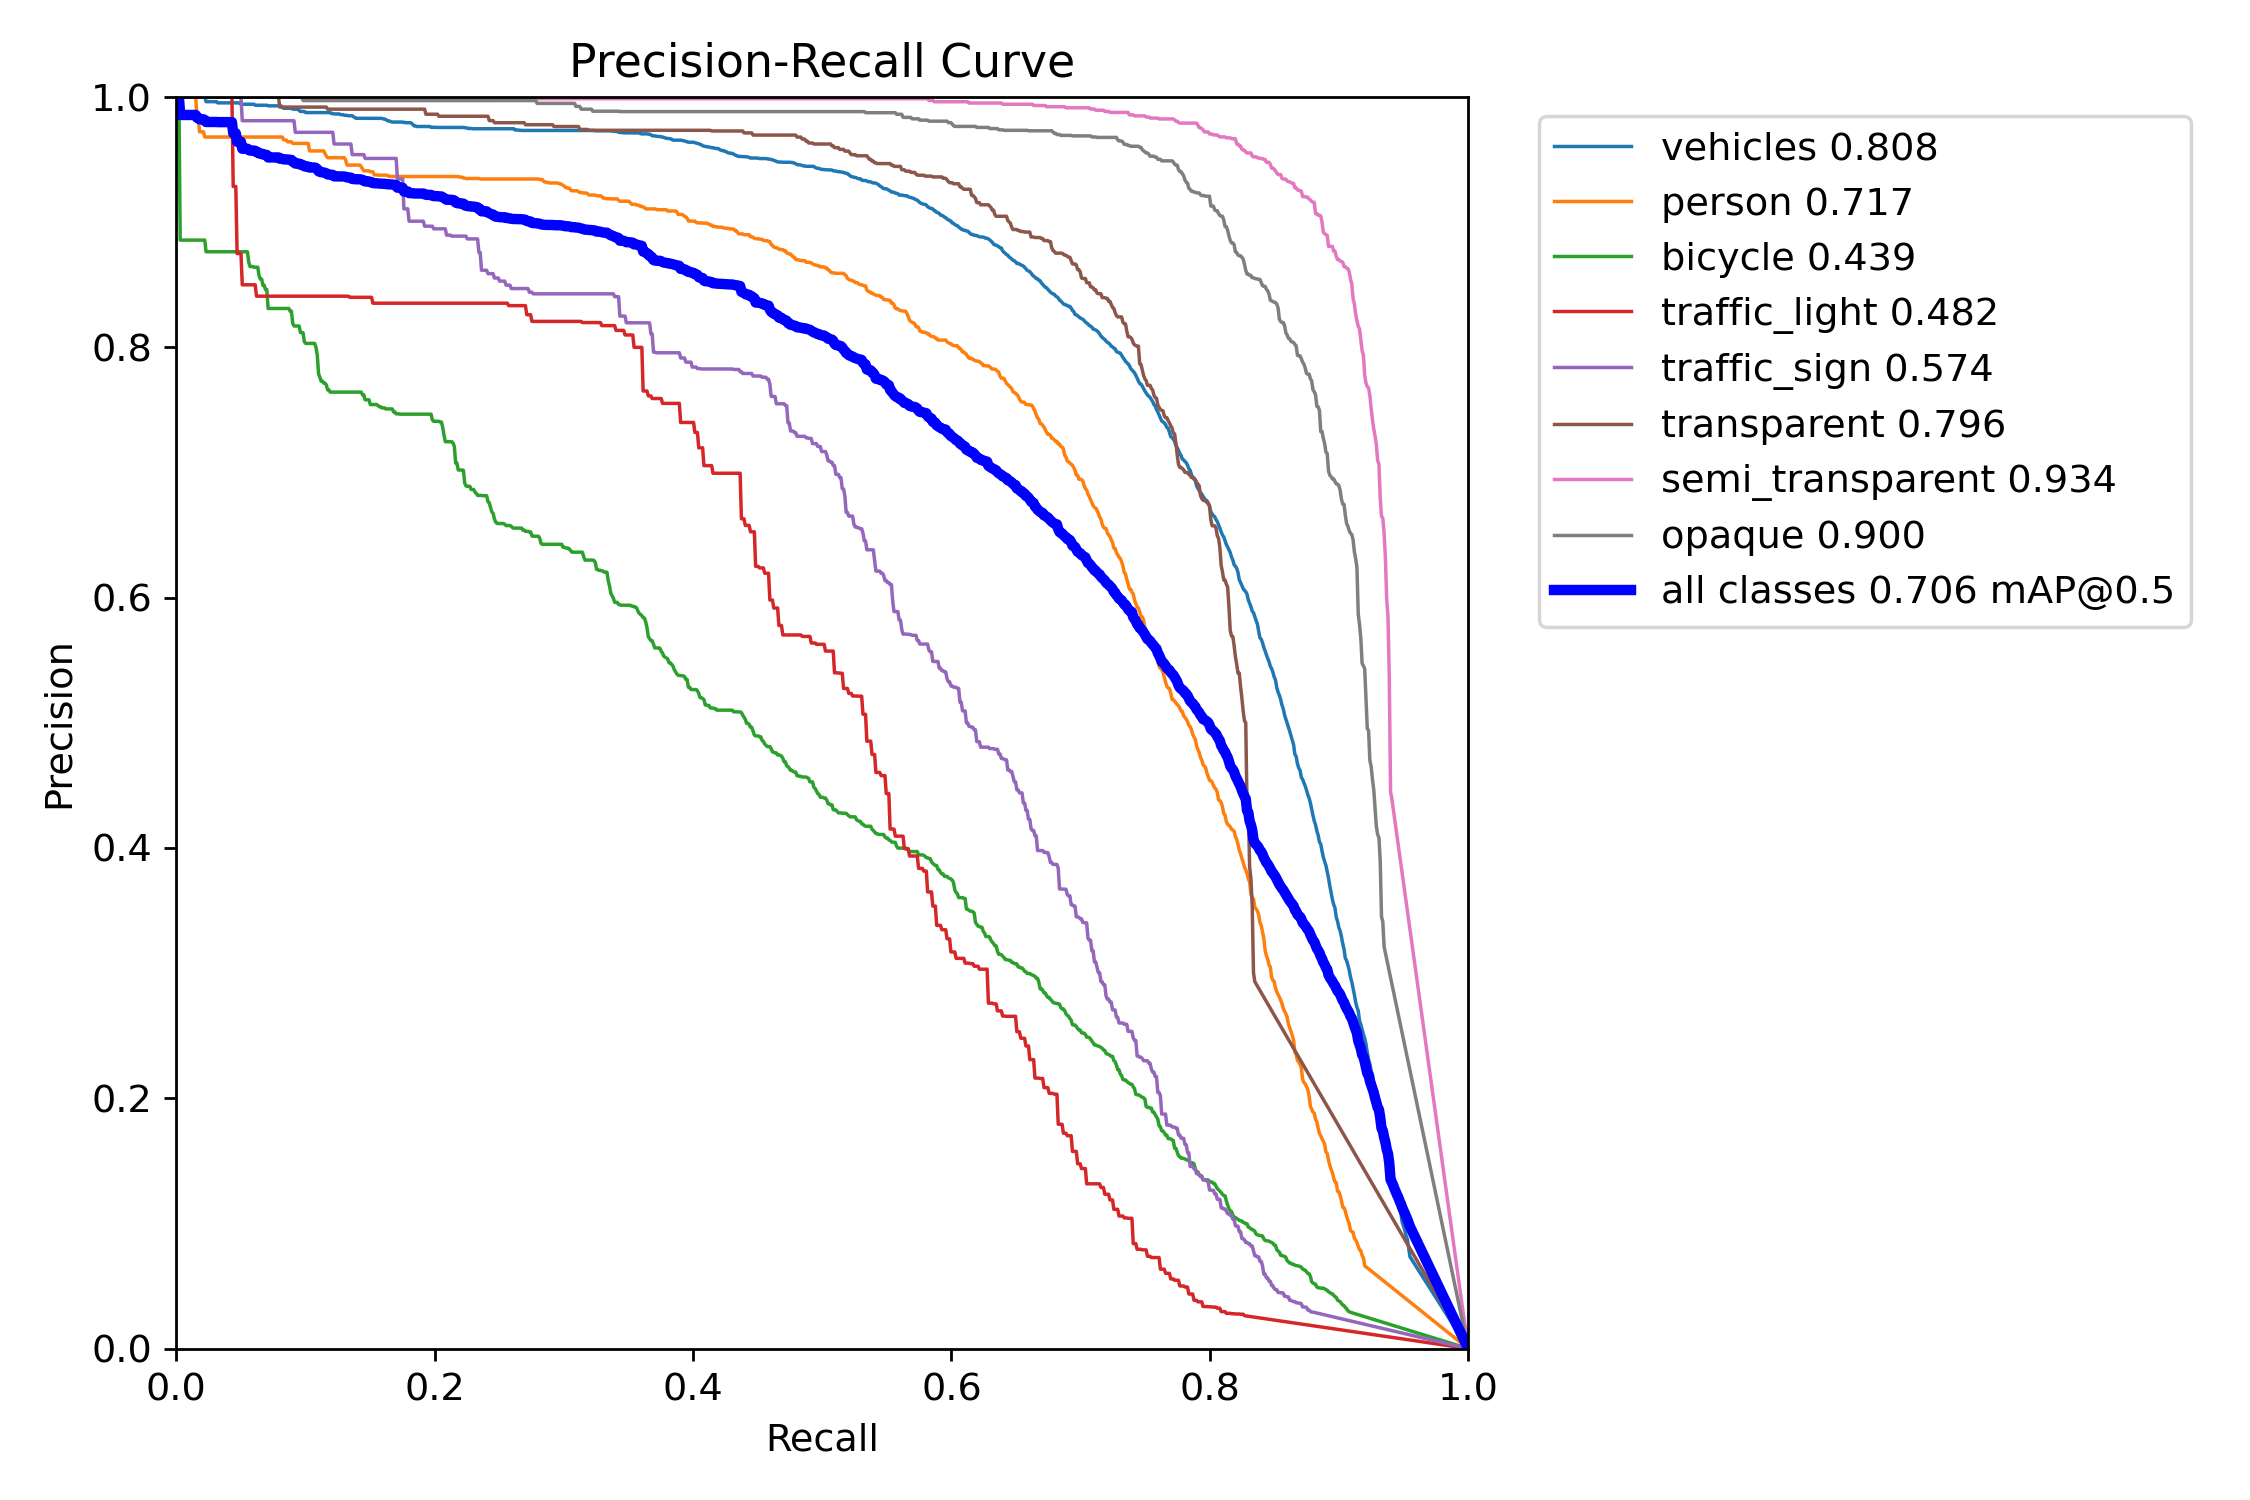 Precision-Recall Curve
1.0
0.8
0.6
0.4
0.2
0.0
Precision
0.0 0.2 0.4 0.6 0.8 1.0
Recall
vehicles 0.808
person 0.717
bicycle 0.439
traffic_light 0.482
traffic_sign 0.574
transparent 0.796
semi_transparent 0.934
opaque 0.900
all classes 0.706 mAP@0.5